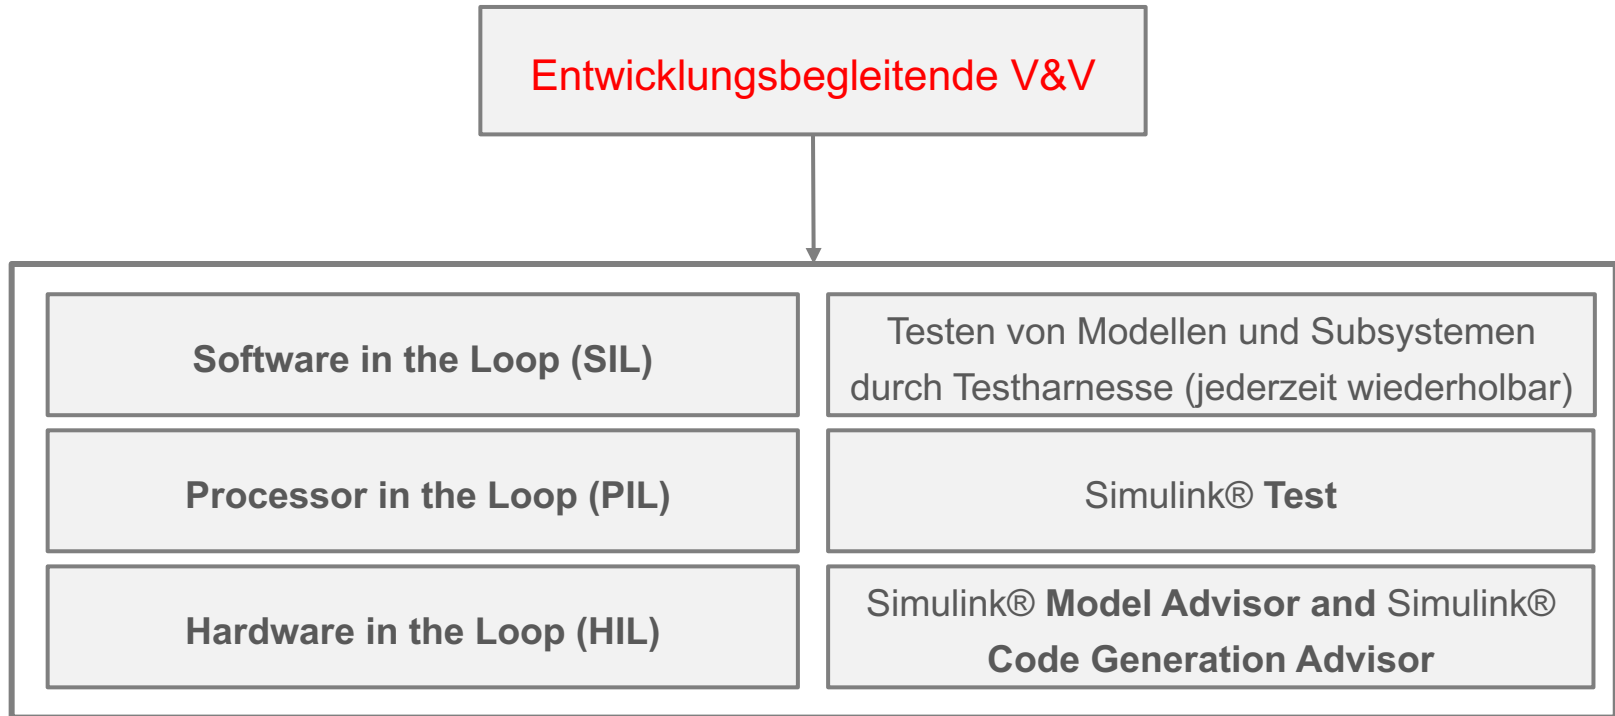 Entwicklungsbegleitende V&V
Software in the Loop (SIL)
Testen von Modellen und Subsystemen
durch Testharnesse (jederzeit wiederholbar)
Processor in the Loop (PIL)
Simulink® Test
Hardware in the Loop (HIL)
Simulink® Model Advisor and Simulink®
Code Generation Advisor